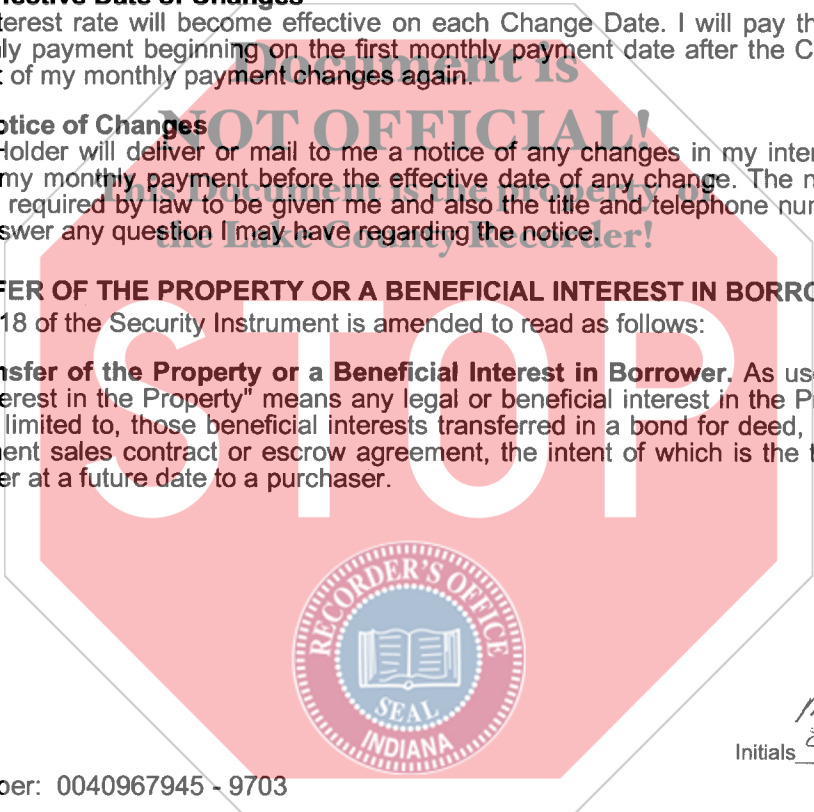 ffective Date of Changes
terest rate will become effective on each Change Date. I will pay th
ly payment beginning on the first monthly payment date after the C
t of my monthly payment changes again.
Document is
NOT OFFICIAL!
This Document is the property of
the Lake County Recorder!
otice of Changes
Holder will deliver or mail to me a notice of any changes in my inter
my monthly payment before the effective date of any change. The n
required by law to be given me and also the title and telephone nur
swer any question I may have regarding the notice.
FER OF THE PROPERTY OR A BENEFICIAL INTEREST IN BORRO
18 of the Security Instrument is amended to read as follows:
STOP
nsfer of the Property or a Beneficial Interest in Borrower. As use
erest in the Property" means any legal or beneficial interest in the P
limited to, those beneficial interests transferred in a bond for deed,
ent sales contract or escrow agreement, the intent of which is the t
er at a future date to a purchaser.
RECORDER'S OFFICE
SEAL
INDIANA
Initials
ber: 0040967945 - 9703